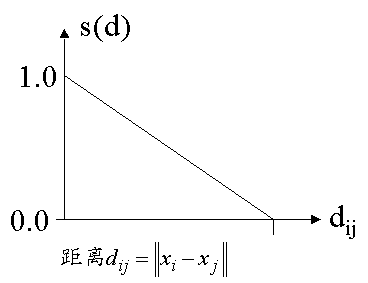 s(d)
1.0
0.0
d_ij
距离d_ij = ‖x_i − x_j‖